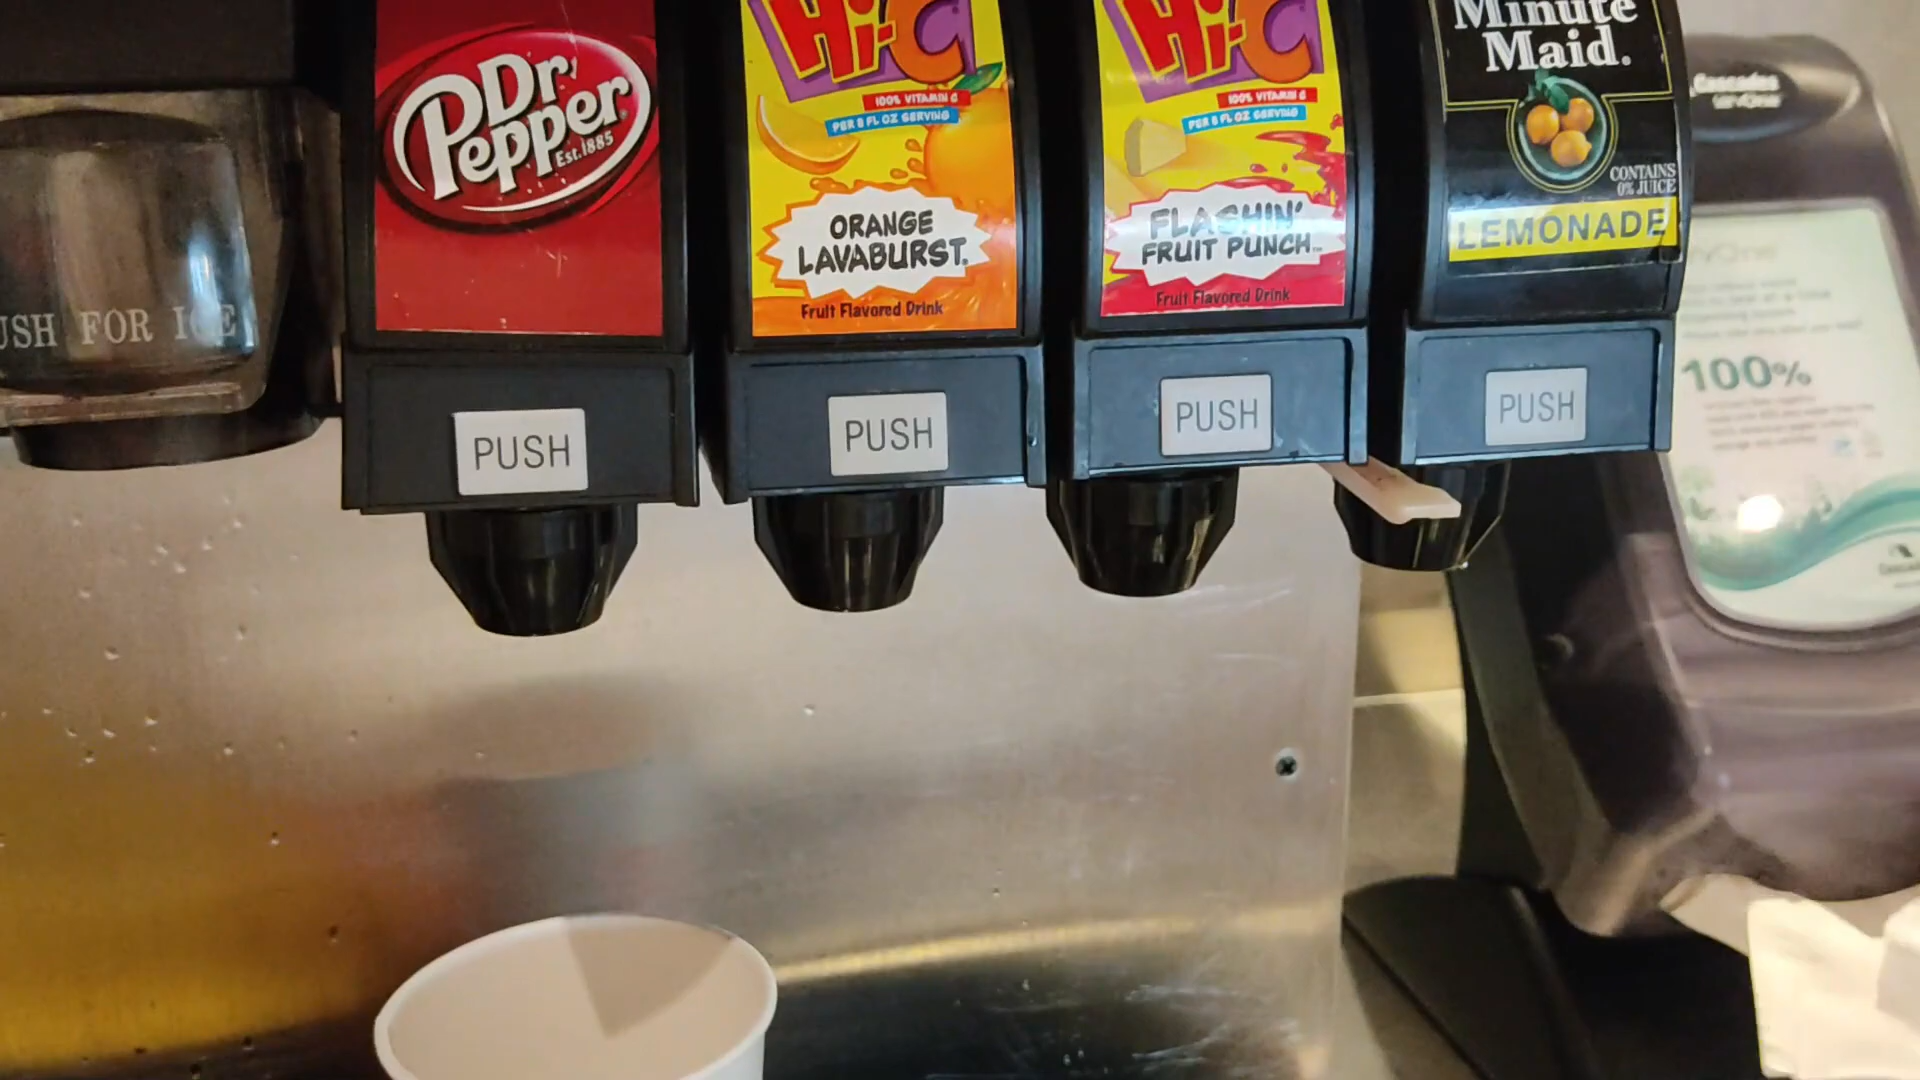 USH FOR ICE
PUSH
Dr Pepper
Est.1885
PUSH
Hi-C
100% VITAMIN C
PER 8 FL OZ SERVING
ORANGE
LAVABURST.
Fruit Flavored Drink
PUSH
Hi-C
100% VITAMIN C
PER 8 FL OZ SERVING
FLASHIN'
FRUIT PUNCH™
Fruit Flavored Drink
PUSH
Minute
Maid.
CONTAINS
0% JUICE
LEMONADE
Cascades
100%